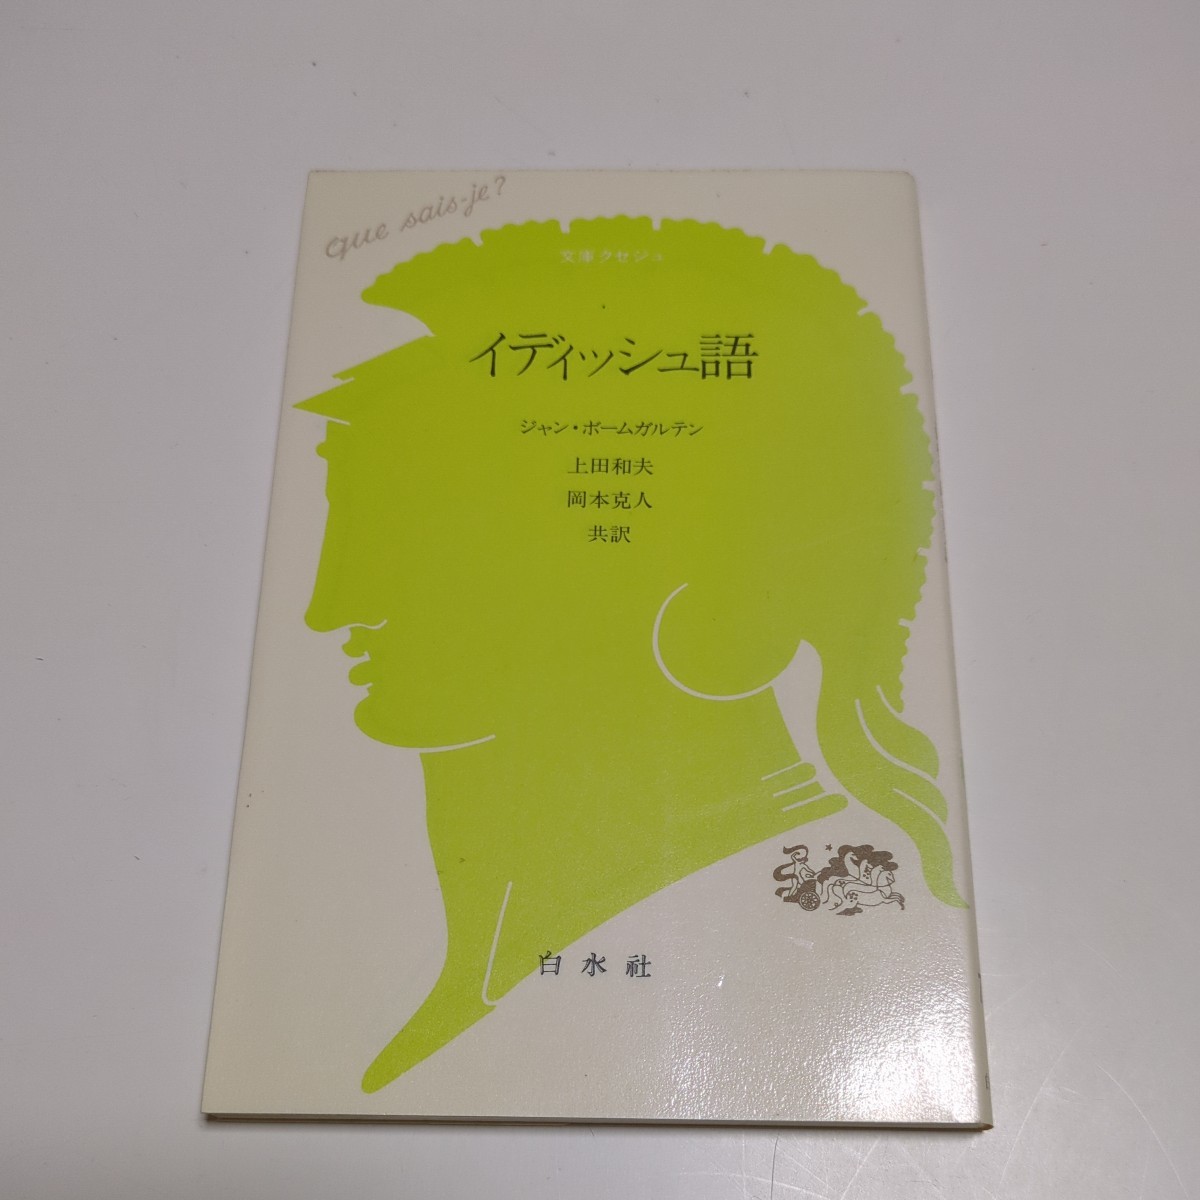 que sais-je?
文庫クセジュ
イディッシュ語
ジャン・ボームガルテン
上田和夫
岡本克人
共訳
白水社